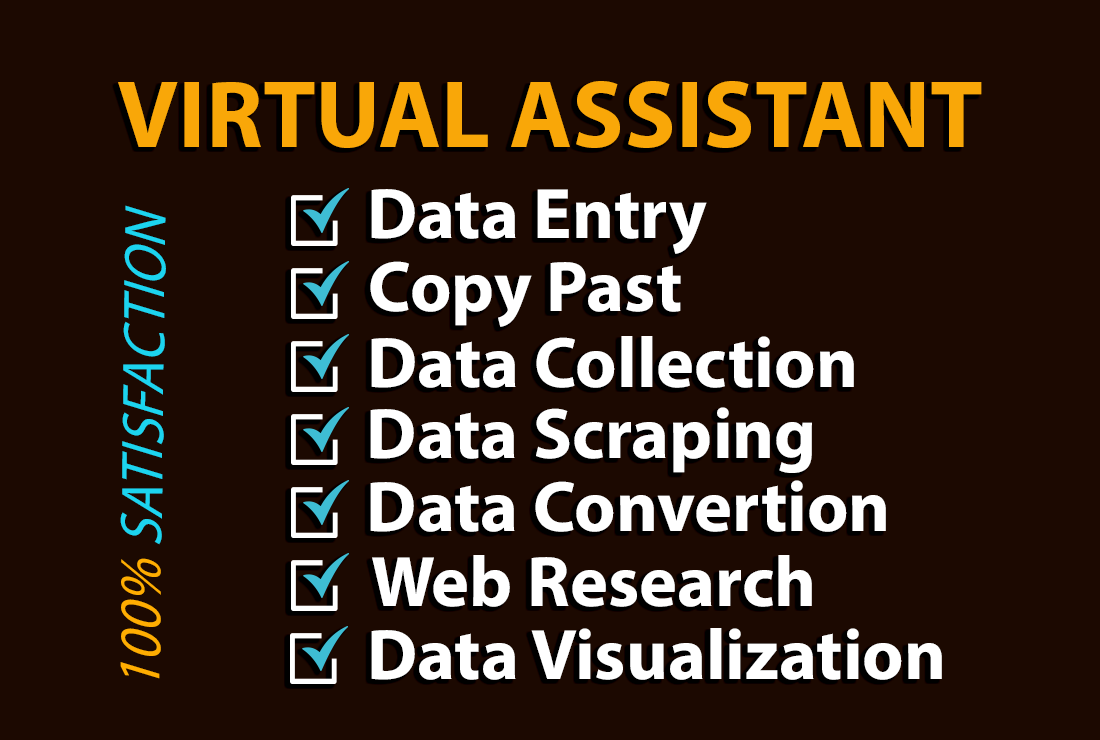 VIRTUAL ASSISTANT
100% SATISFACTION
Data Entry
Copy Past
Data Collection
Data Scraping
Data Convertion
Web Research
Data Visualization